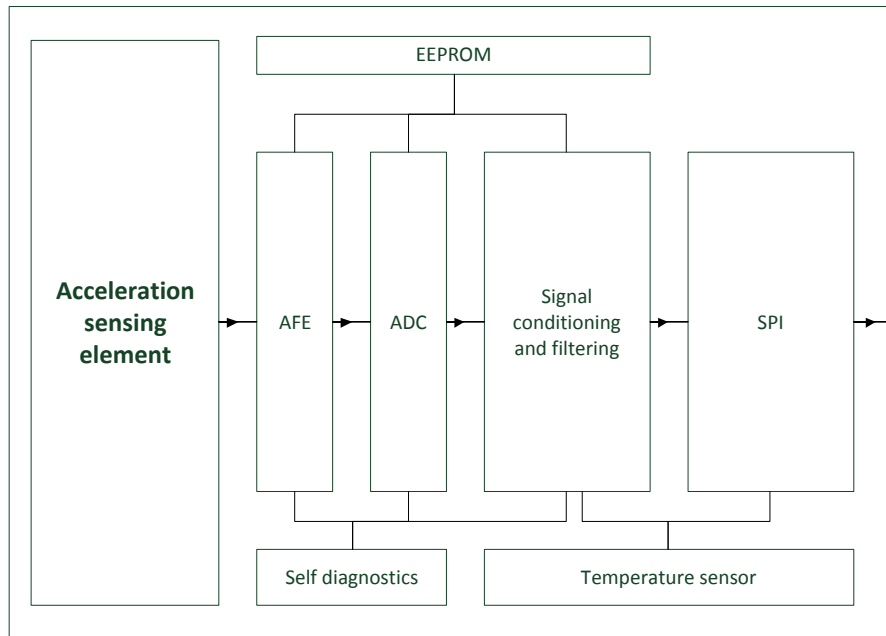 EEPROM
Acceleration
sensing
element
AFE
ADC
Signal
conditioning
and filtering
SPI
Self diagnostics
Temperature sensor